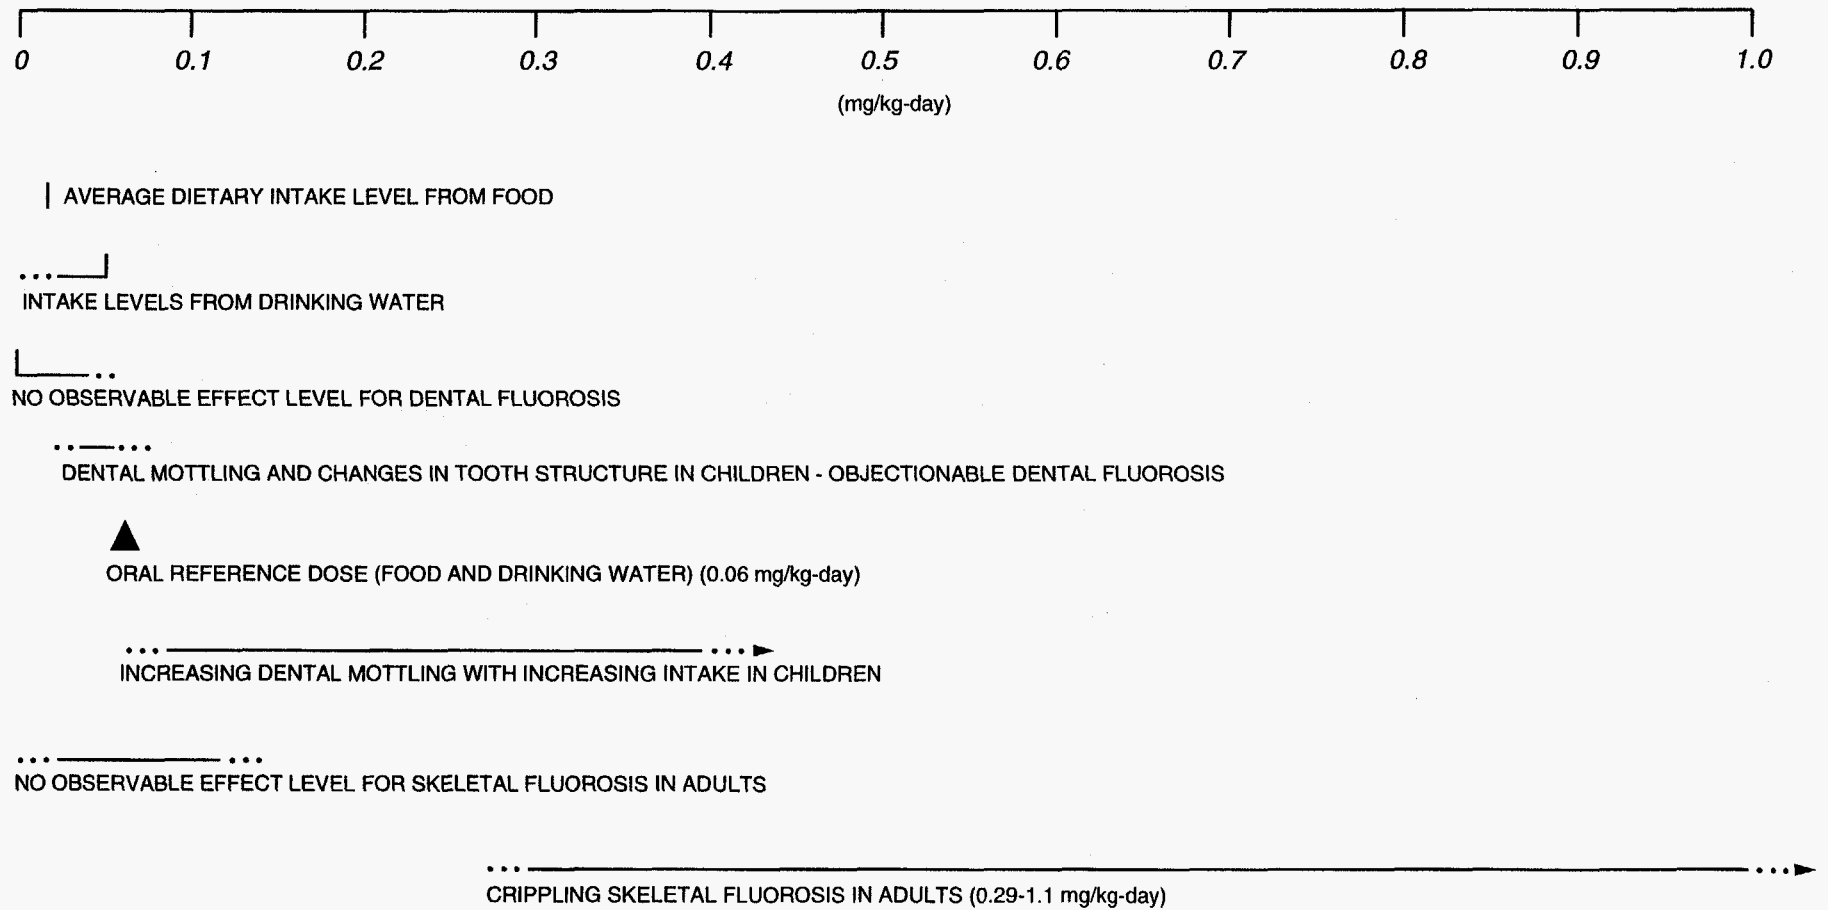 0 0.1 0.2 0.3 0.4 0.5 0.6 0.7 0.8 0.9 1.0
(mg/kg-day)
AVERAGE DIETARY INTAKE LEVEL FROM FOOD
INTAKE LEVELS FROM DRINKING WATER
NO OBSERVABLE EFFECT LEVEL FOR DENTAL FLUOROSIS
DENTAL MOTTLING AND CHANGES IN TOOTH STRUCTURE IN CHILDREN - OBJECTIONABLE DENTAL FLUOROSIS
ORAL REFERENCE DOSE (FOOD AND DRINKING WATER) (0.06 mg/kg-day)
INCREASING DENTAL MOTTLING WITH INCREASING INTAKE IN CHILDREN
NO OBSERVABLE EFFECT LEVEL FOR SKELETAL FLUOROSIS IN ADULTS
CRIPPLING SKELETAL FLUOROSIS IN ADULTS (0.29-1.1 mg/kg-day)